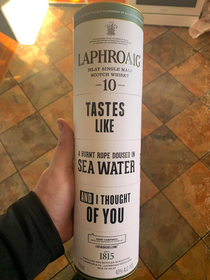 LAPHROAIG
ISLAY SINGLE MALT
SCOTCH WHISKY
10
TASTES
LIKE
A BURNT ROPE DOUSED IN
SEA WATER
AND I THOUGHT
OF YOU
1815